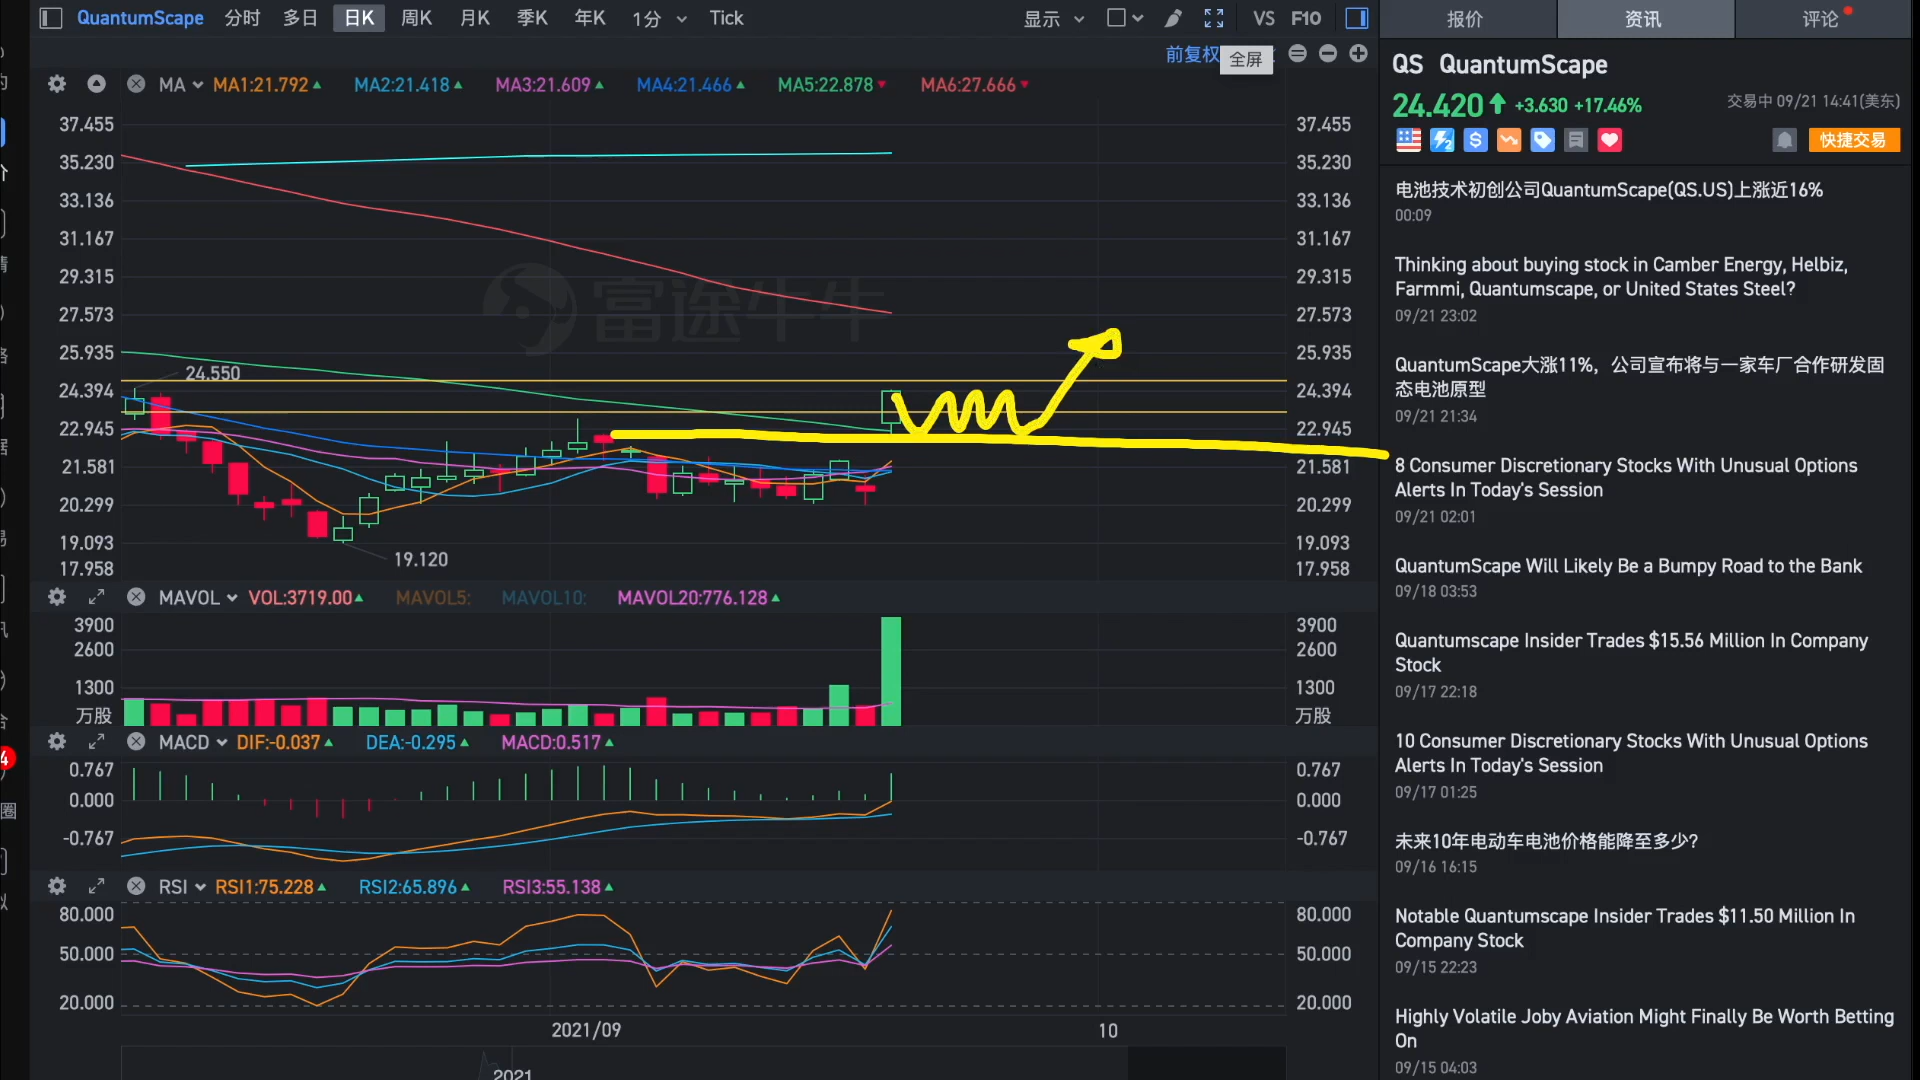 QuantumScape 分时 多日 日K 周K 月K 季K 年K 1分 Tick 显示 VS F10 报价 资讯 评论
前复权 全屏
QS QuantumScape
MA MA1:21.792 MA2:21.418 MA3:21.609 MA4:21.466 MA5:22.878 MA6:27.666
24.420 +3.630 +17.46% 交易中 09/21 14:41(美东)
快捷交易
37.455 37.455
35.230 35.230
33.136 33.136
31.167 31.167
29.315 29.315
27.573 27.573
25.935 25.935
24.394 24.394
22.945 22.945
21.581 21.581
20.299 20.299
19.093 19.093
17.958 17.958
富途牛牛
24.550
19.120
MAVOL VOL:3719.00 MAVOL5: MAVOL10: MAVOL20:776.128
3900 3900
2600 2600
1300 1300
万股 万股
MACD DIF:-0.037 DEA:-0.295 MACD:0.517
0.767 0.767
0.000 0.000
-0.767 -0.767
RSI RSI1:75.228 RSI2:65.896 RSI3:55.138
80.000 80.000
50.000 50.000
20.000 20.000
2021/09 10
2021
电池技术初创公司QuantumScape(QS.US)上涨近16%
00:09
Thinking about buying stock in Camber Energy, Helbiz,
Farmmi, Quantumscape, or United States Steel?
09/21 23:02
QuantumScape大涨11%，公司宣布将与一家车厂合作研发固
态电池原型
09/21 21:34
8 Consumer Discretionary Stocks With Unusual Options
Alerts In Today's Session
09/21 02:01
QuantumScape Will Likely Be a Bumpy Road to the Bank
09/18 03:53
Quantumscape Insider Trades $15.56 Million In Company
Stock
09/17 22:18
10 Consumer Discretionary Stocks With Unusual Options
Alerts In Today's Session
09/17 01:25
未来10年电动车电池价格能降至多少?
09/16 16:15
Notable Quantumscape Insider Trades $11.50 Million In
Company Stock
09/15 22:23
Highly Volatile Joby Aviation Might Finally Be Worth Betting
On
09/15 04:03
4
圈